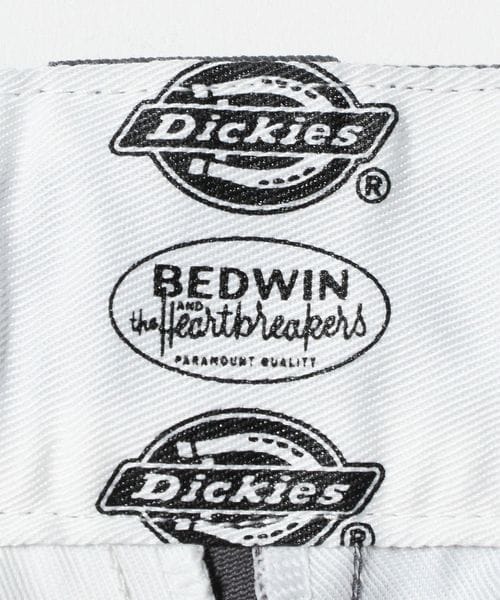 Dickies
®
BEDWIN
AND
the Heartbreakers
PARAMOUNT QUALITY
Dickies
®